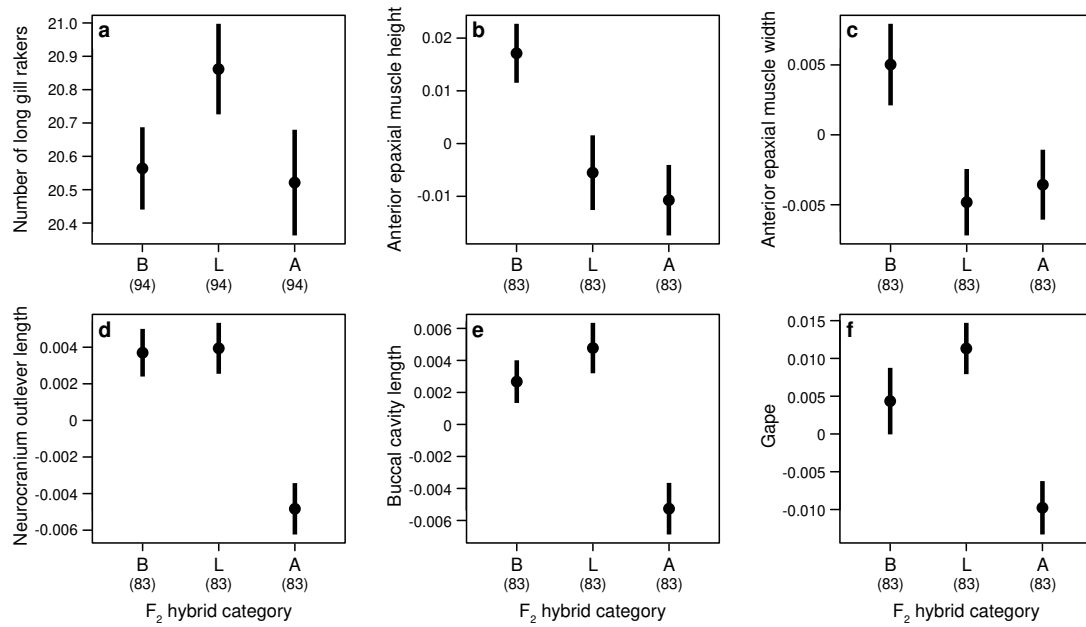 a
Number of long gill rakers
21.0
20.9
20.8
20.7
20.6
20.5
20.4
B L A
(94) (94) (94)
b
Anterior epaxial muscle height
0.02
0.01
0
-0.01
B L A
(83) (83) (83)
c
Anterior epaxial muscle width
0.005
0
-0.005
B L A
(83) (83) (83)
d
Neurocranium outlever length
0.004
0.002
0
-0.002
-0.004
-0.006
B L A
(83) (83) (83)
F2 hybrid category
e
Buccal cavity length
0.006
0.004
0.002
0
-0.002
-0.004
-0.006
B L A
(83) (83) (83)
F2 hybrid category
f
Gape
0.015
0.010
0.005
0
-0.005
-0.010
B L A
(83) (83) (83)
F2 hybrid category